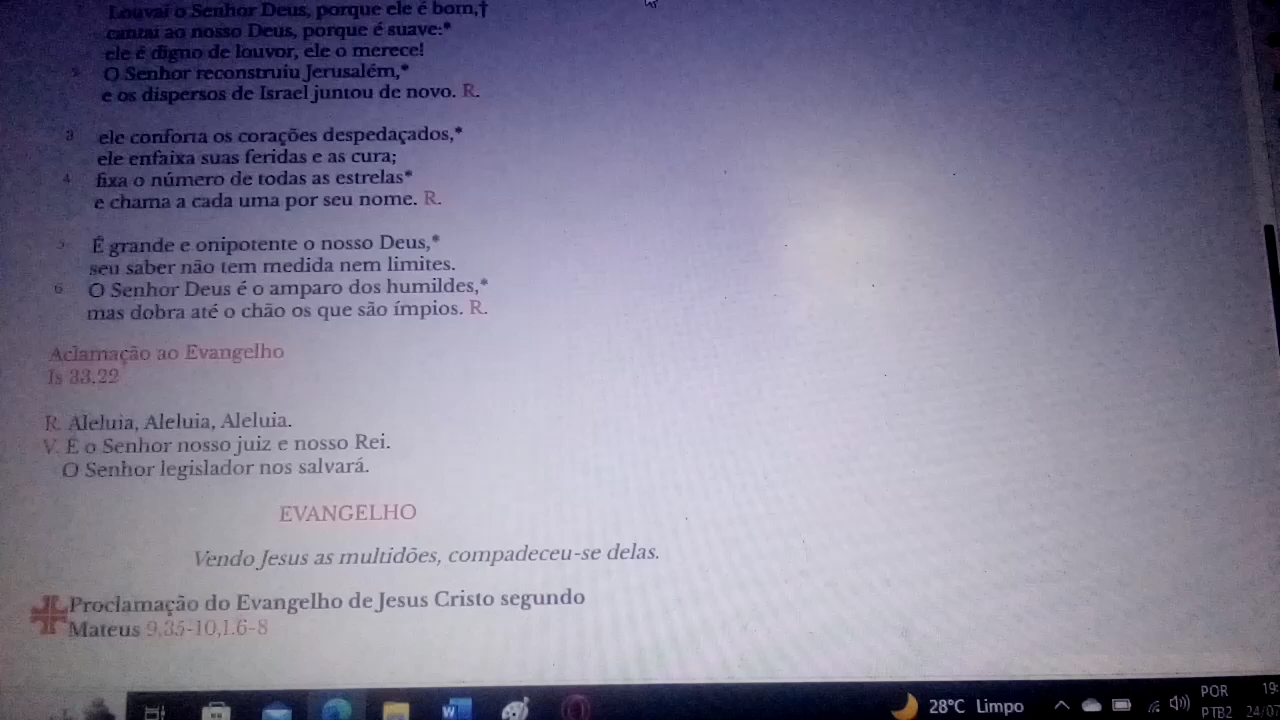 Louvai o Senhor Deus, porque ele é bom,†
cantai ao nosso Deus, porque é suave:*
ele é digno de louvor, ele o merece!
2 O Senhor reconstruiu Jerusalém,*
e os dispersos de Israel juntou de novo. R.
3 ele conforta os corações despedaçados,*
ele enfaixa suas feridas e as cura;
4 fixa o número de todas as estrelas*
e chama a cada uma por seu nome. R.
5 É grande e onipotente o nosso Deus,*
seu saber não tem medida nem limites.
6 O Senhor Deus é o amparo dos humildes,*
mas dobra até o chão os que são ímpios. R.
Aclamação ao Evangelho
Is 33,22
R. Aleluia, Aleluia, Aleluia.
V. É o Senhor nosso juiz e nosso Rei.
O Senhor legislador nos salvará.
EVANGELHO
Vendo Jesus as multidões, compadeceu-se delas.
Proclamação do Evangelho de Jesus Cristo segundo
Mateus 9,35-10,1.6-8
28°C Limpo
POR
PTB2
19:
24/07